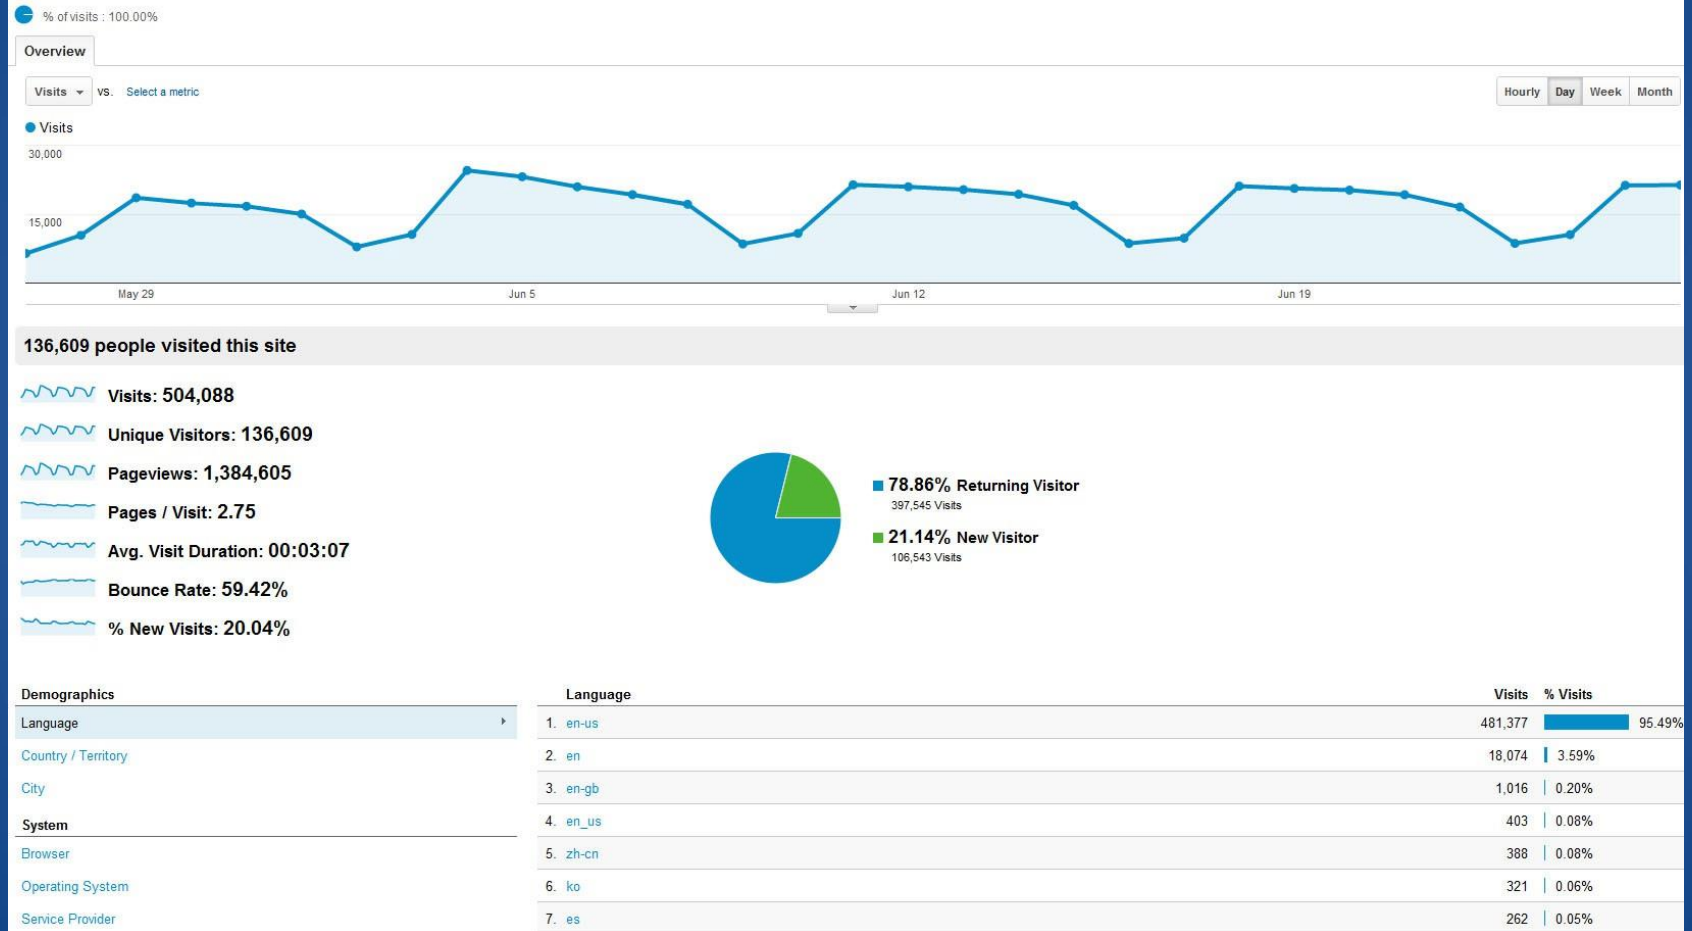 % of visits : 100.00%
Overview
Visits VS. Select a metric
Hourly Day Week Month
Visits
30,000
15,000
May 29 Jun 5 Jun 12 Jun 19
136,609 people visited this site
Visits: 504,088
Unique Visitors: 136,609
Pageviews: 1,384,605
Pages / Visit: 2.75
Avg. Visit Duration: 00:03:07
Bounce Rate: 59.42%
% New Visits: 20.04%
78.86% Returning Visitor
397,545 Visits
21.14% New Visitor
106,543 Visits
Demographics
Language
Country / Territory
City
System
Browser
Operating System
Service Provider
Language Visits % Visits
1. en-us 481,377 95.49%
2. en 18,074 3.59%
3. en-gb 1,016 0.20%
4. en_us 403 0.08%
5. zh-cn 388 0.08%
6. ko 321 0.06%
7. es 262 0.05%